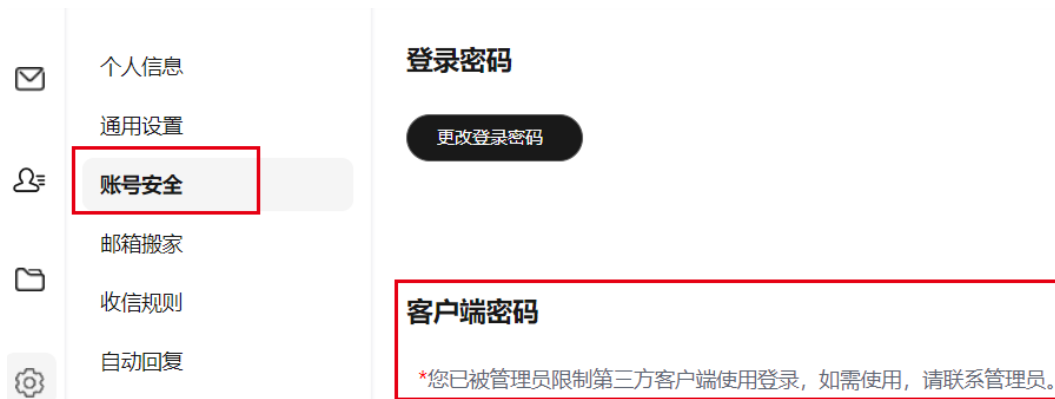 个人信息
通用设置
账号安全
邮箱搬家
收信规则
自动回复
登录密码
更改登录密码
客户端密码
*您已被管理员限制第三方客户端使用登录，如需使用，请联系管理员。